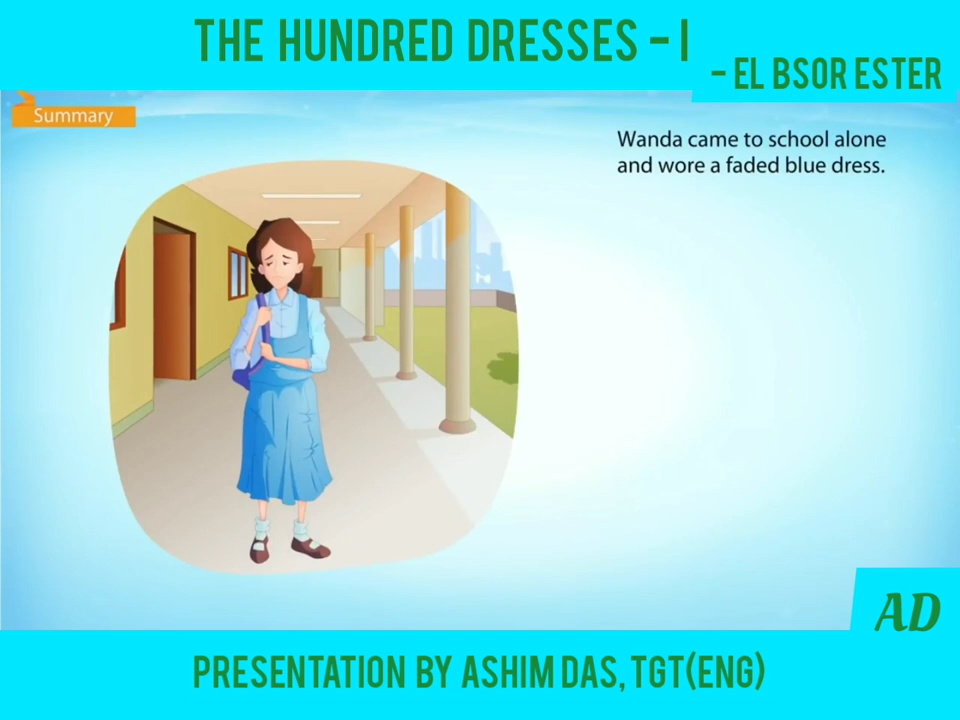 THE HUNDRED DRESSES - I
- EL BSOR ESTER
Summary
Wanda came to school alone
and wore a faded blue dress.
AD
PRESENTATION BY ASHIM DAS, TGT(ENG)